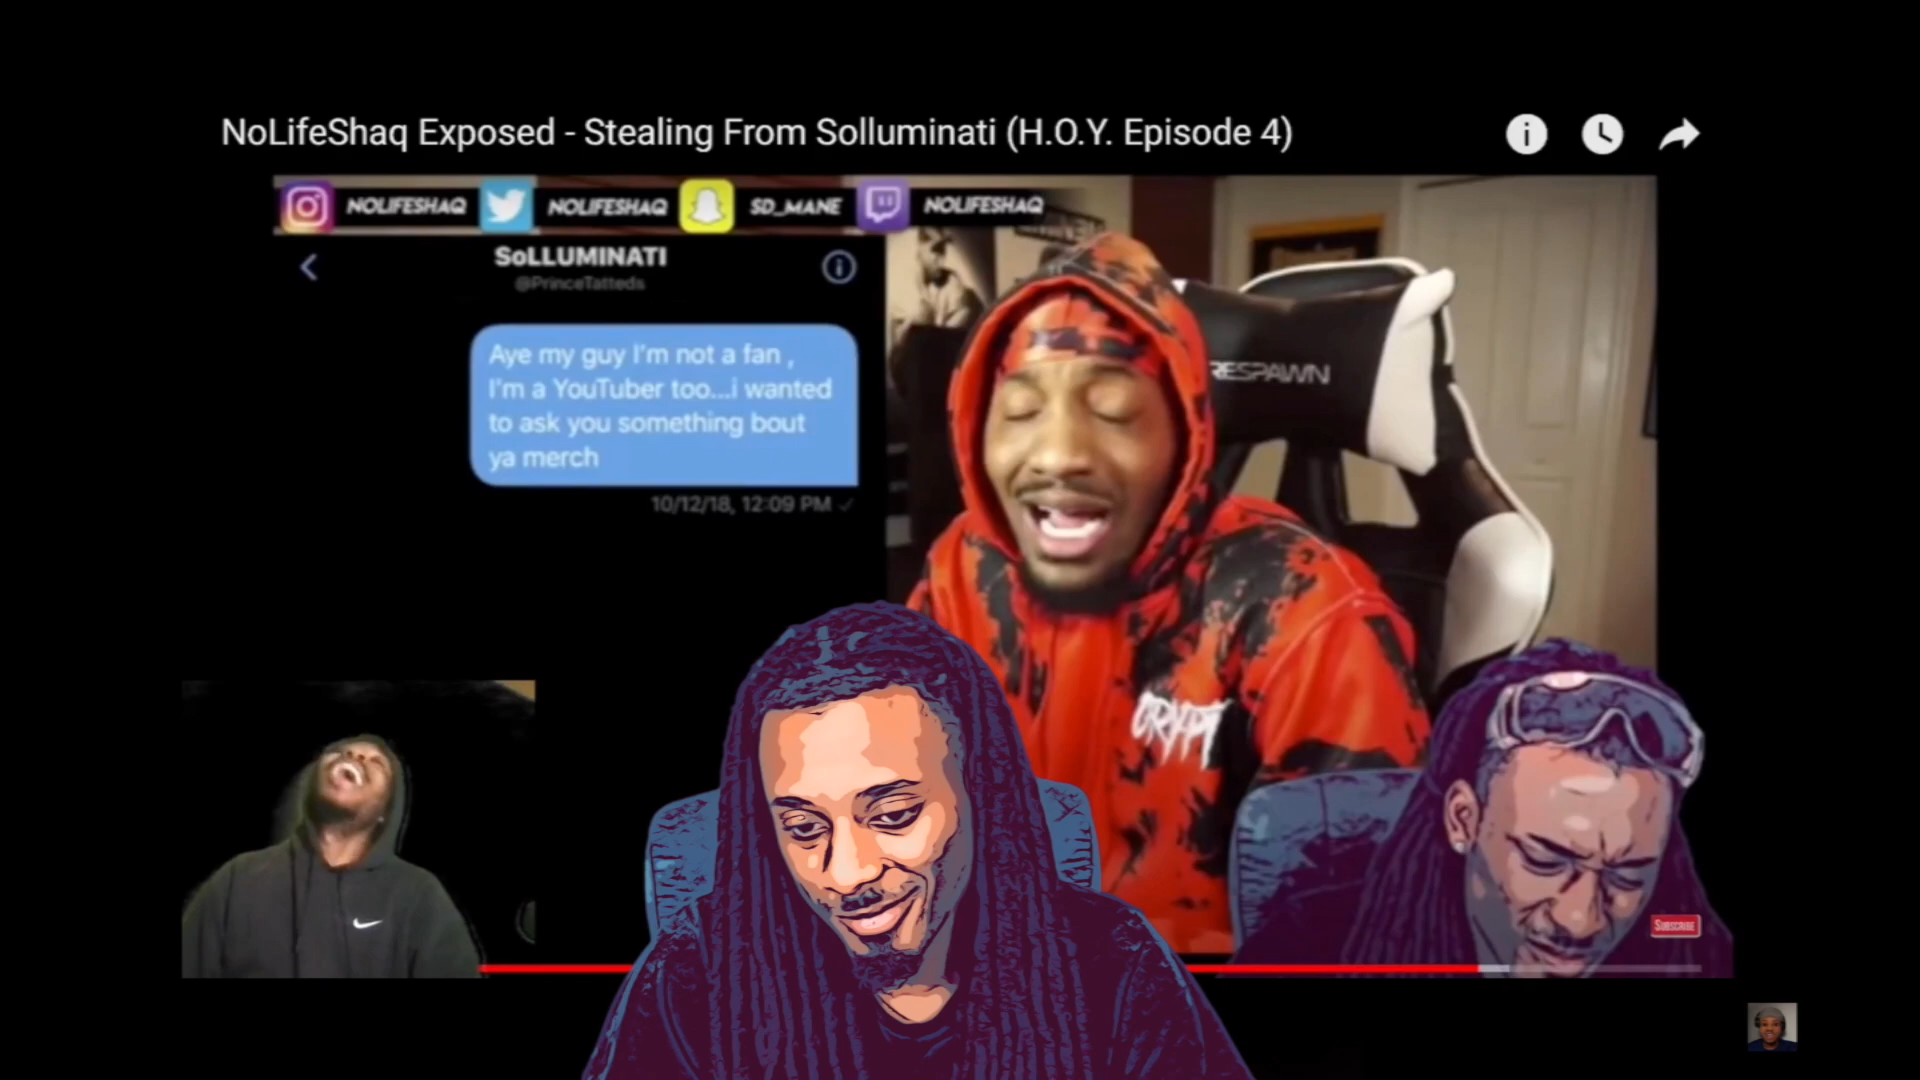 NoLifeShaq Exposed - Stealing From Solluminati (H.O.Y. Episode 4)
NOLIFESHAQ NOLIFESHAQ SD_MANE NOLIFESHAQ
SoLLUMINATI
@PrinceTatteds
Aye my guy I'm not a fan ,
I'm a YouTuber too...i wanted
to ask you something bout
ya merch
10/12/18, 12:09 PM
RESPAWN
CRYPT
SUBSCRIBE